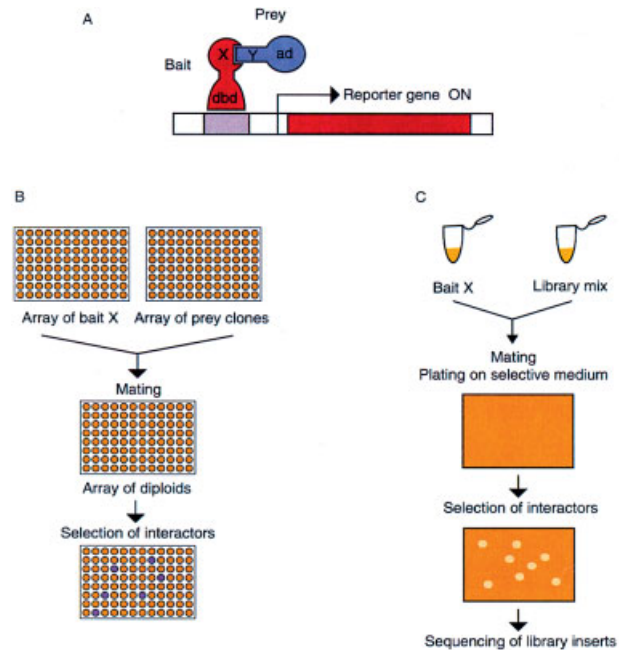 A
Prey
Bait
X
Y
ad
dbd
Reporter gene ON
B
Array of bait X
Array of prey clones
Mating
Array of diploids
Selection of interactors
C
Bait X
Library mix
Mating
Plating on selective medium
Selection of interactors
Sequencing of library inserts